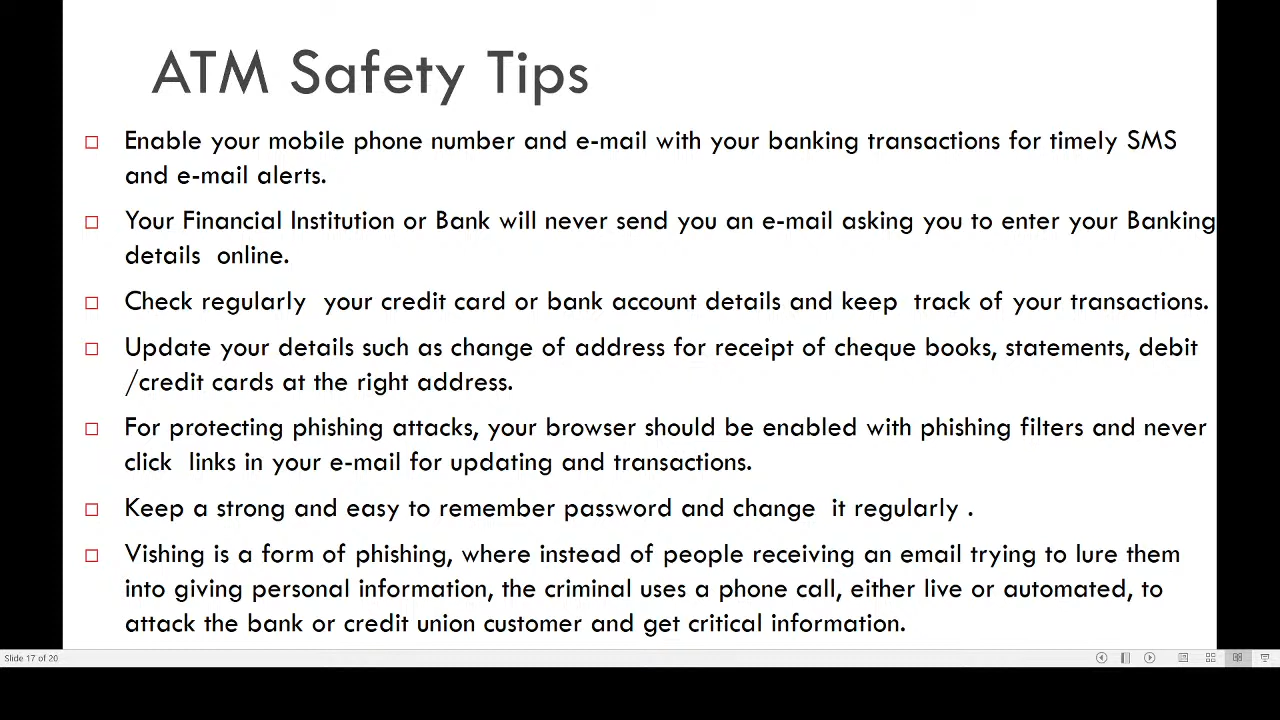 ATM Safety Tips
Enable your mobile phone number and e-mail with your banking transactions for timely SMS
and e-mail alerts.
Your Financial Institution or Bank will never send you an e-mail asking you to enter your Banking
details  online.
Check regularly  your credit card or bank account details and keep  track of your transactions.
Update your details such as change of address for receipt of cheque books, statements, debit
/credit cards at the right address.
For protecting phishing attacks, your browser should be enabled with phishing filters and never
click  links in your e-mail for updating and transactions.
Keep a strong and easy to remember password and change  it regularly .
Vishing is a form of phishing, where instead of people receiving an email trying to lure them
into giving personal information, the criminal uses a phone call, either live or automated, to
attack the bank or credit union customer and get critical information.
Slide 17 of 20